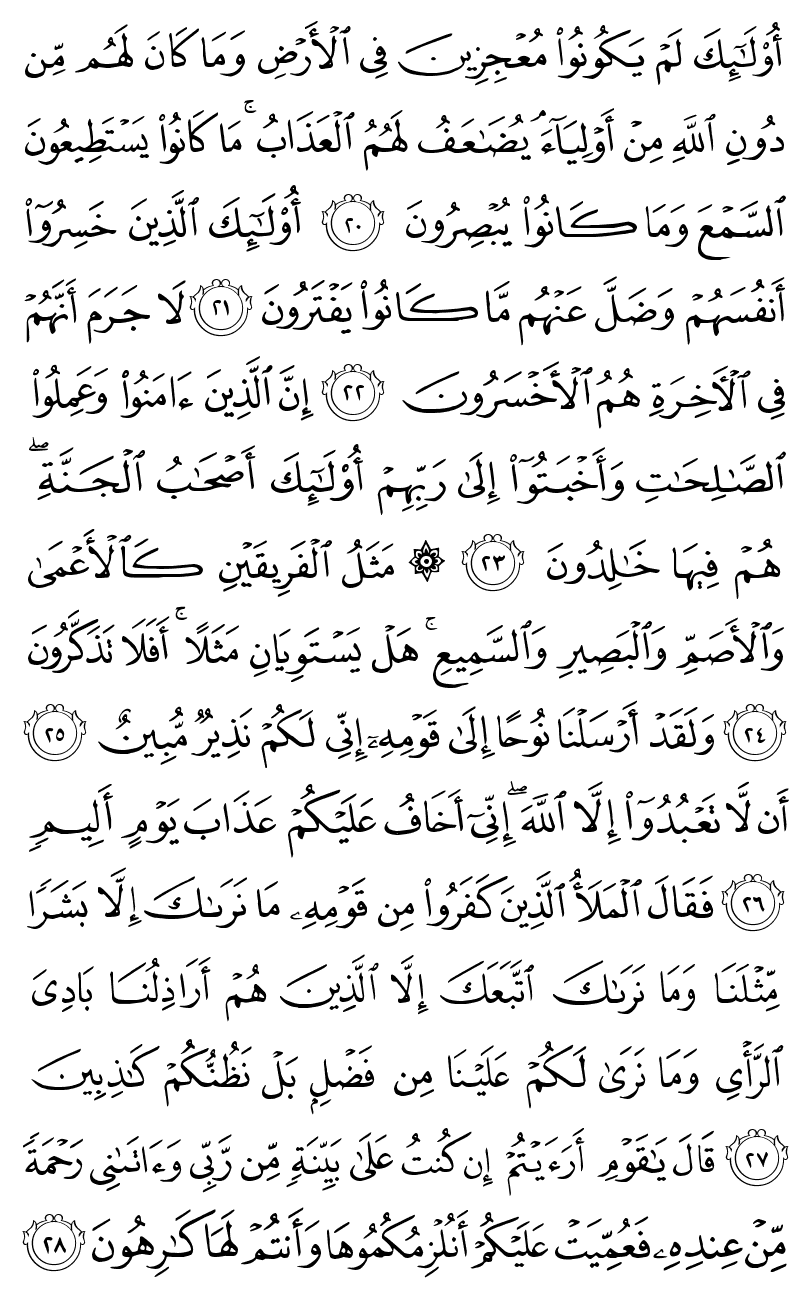 أُوْلَٰٓئِكَ لَمۡ يَكُونُواْ مُعۡجِزِينَ فِي ٱلۡأَرۡضِ وَمَا كَانَ لَهُم مِّن
دُونِ ٱللَّهِ مِنۡ أَوۡلِيَآءَۘ يُضَٰعَفُ لَهُمُ ٱلۡعَذَابُۚ مَا كَانُواْ يَسۡتَطِيعُونَ
ٱلسَّمۡعَ وَمَا كَانُواْ يُبۡصِرُونَ ٢٠ أُوْلَٰٓئِكَ ٱلَّذِينَ خَسِرُوٓاْ
أَنفُسَهُمۡ وَضَلَّ عَنۡهُم مَّا كَانُواْ يَفۡتَرُونَ ٢١ لَا جَرَمَ أَنَّهُمۡ
فِي ٱلۡأٓخِرَةِ هُمُ ٱلۡأَخۡسَرُونَ ٢٢ إِنَّ ٱلَّذِينَ ءَامَنُواْ وَعَمِلُواْ
ٱلصَّٰلِحَٰتِ وَأَخۡبَتُوٓاْ إِلَىٰ رَبِّهِمۡ أُوْلَٰٓئِكَ أَصۡحَٰبُ ٱلۡجَنَّةِۖ
هُمۡ فِيهَا خَٰلِدُونَ ٢٣ ۞ مَثَلُ ٱلۡفَرِيقَيۡنِ كَٱلۡأَعۡمَىٰ
وَٱلۡأَصَمِّ وَٱلۡبَصِيرِ وَٱلسَّمِيعِۚ هَلۡ يَسۡتَوِيَانِ مَثَلًاۚ أَفَلَا تَذَكَّرُونَ
٢٤ وَلَقَدۡ أَرۡسَلۡنَا نُوحًا إِلَىٰ قَوۡمِهِۦٓ إِنِّي لَكُمۡ نَذِيرٞ مُّبِينٌ ٢٥
أَن لَّا تَعۡبُدُوٓاْ إِلَّا ٱللَّهَۖ إِنِّيٓ أَخَافُ عَلَيۡكُمۡ عَذَابَ يَوۡمٍ أَلِيمٖ
٢٦ فَقَالَ ٱلۡمَلَأُ ٱلَّذِينَ كَفَرُواْ مِن قَوۡمِهِۦ مَا نَرَىٰكَ إِلَّا بَشَرٗا
مِّثۡلَنَا وَمَا نَرَىٰكَ ٱتَّبَعَكَ إِلَّا ٱلَّذِينَ هُمۡ أَرَاذِلُنَا بَادِيَ
ٱلرَّأۡيِ وَمَا نَرَىٰ لَكُمۡ عَلَيۡنَا مِن فَضۡلِۭ بَلۡ نَظُنُّكُمۡ كَٰذِبِينَ
٢٧ قَالَ يَٰقَوۡمِ أَرَءَيۡتُمۡ إِن كُنتُ عَلَىٰ بَيِّنَةٖ مِّن رَّبِّي وَءَاتَىٰنِي رَحۡمَةٗ
مِّنۡ عِندِهِۦ فَعُمِّيَتۡ عَلَيۡكُمۡ أَنُلۡزِمُكُمُوهَا وَأَنتُمۡ لَهَا كَٰرِهُونَ ٢٨